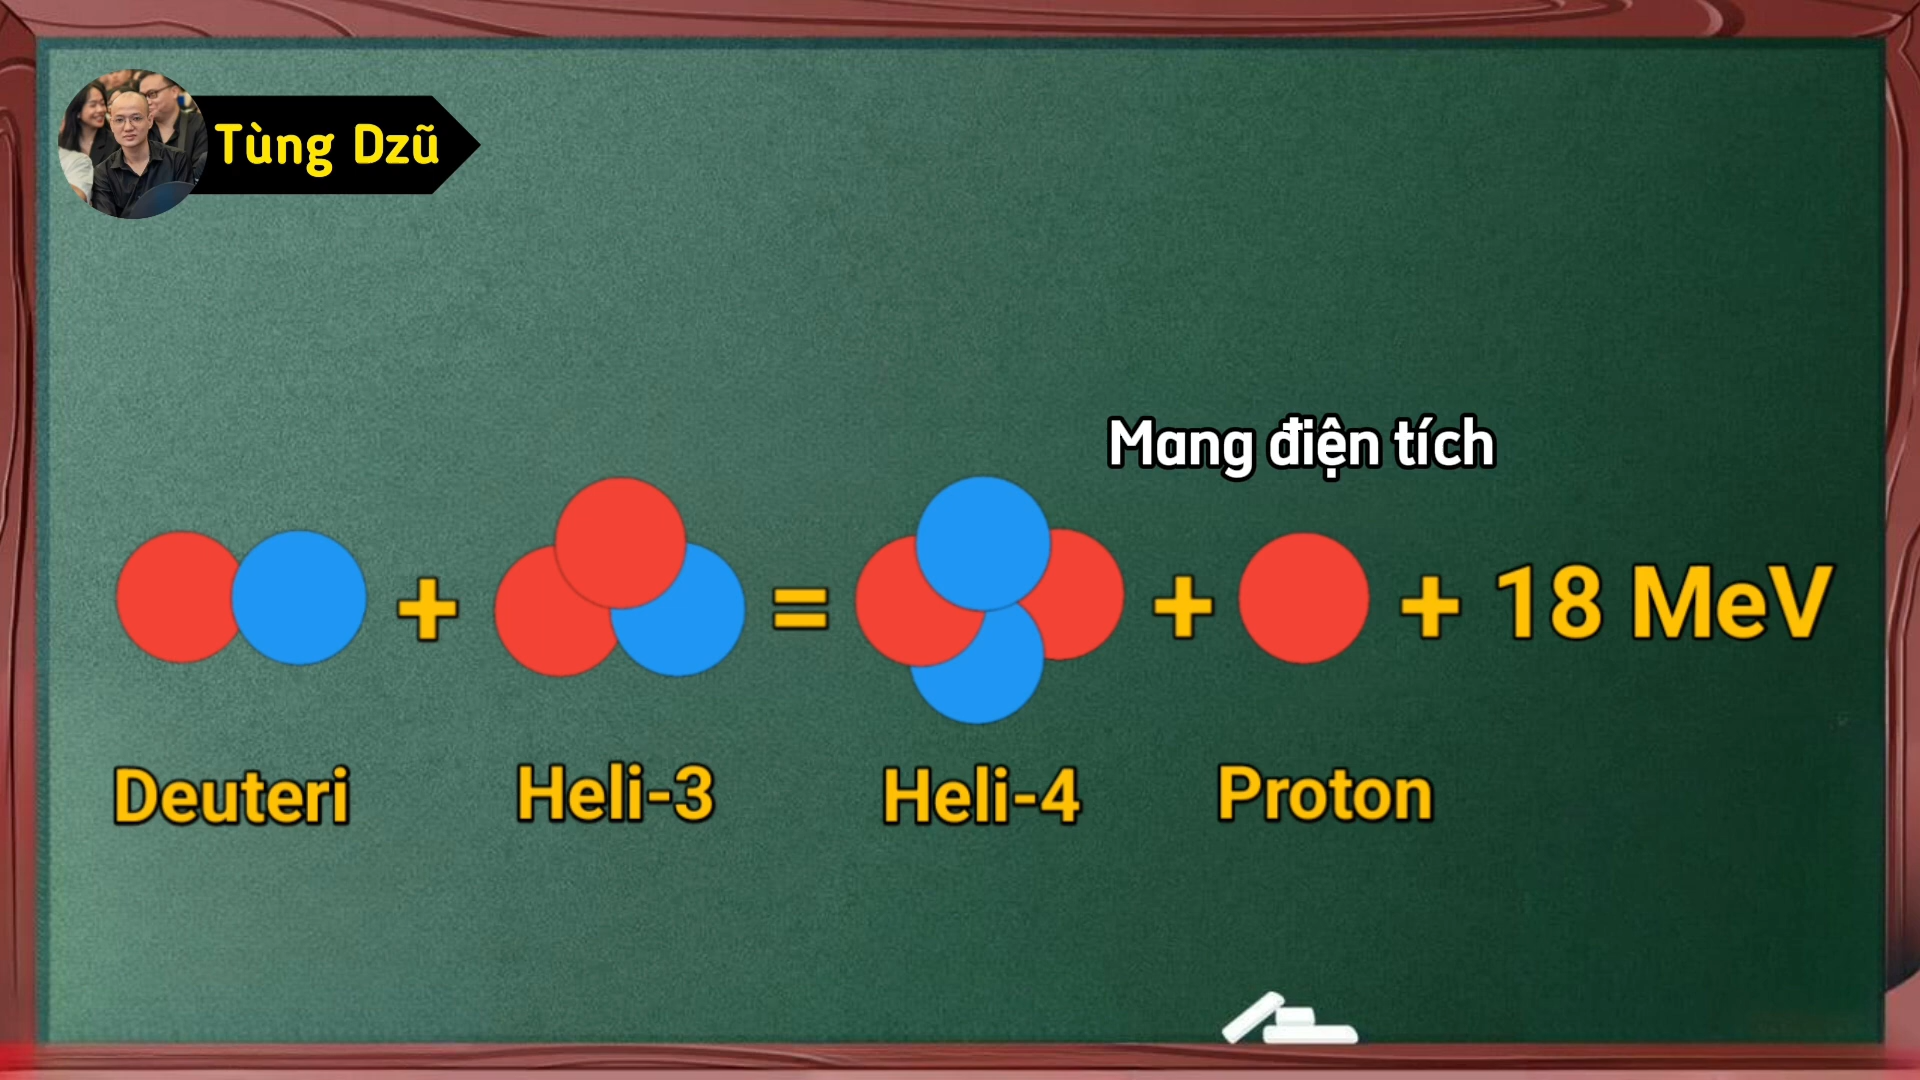 Tùng Dzũ
Mang điện tích
+ = + + 18 MeV
Deuteri Heli-3 Heli-4 Proton